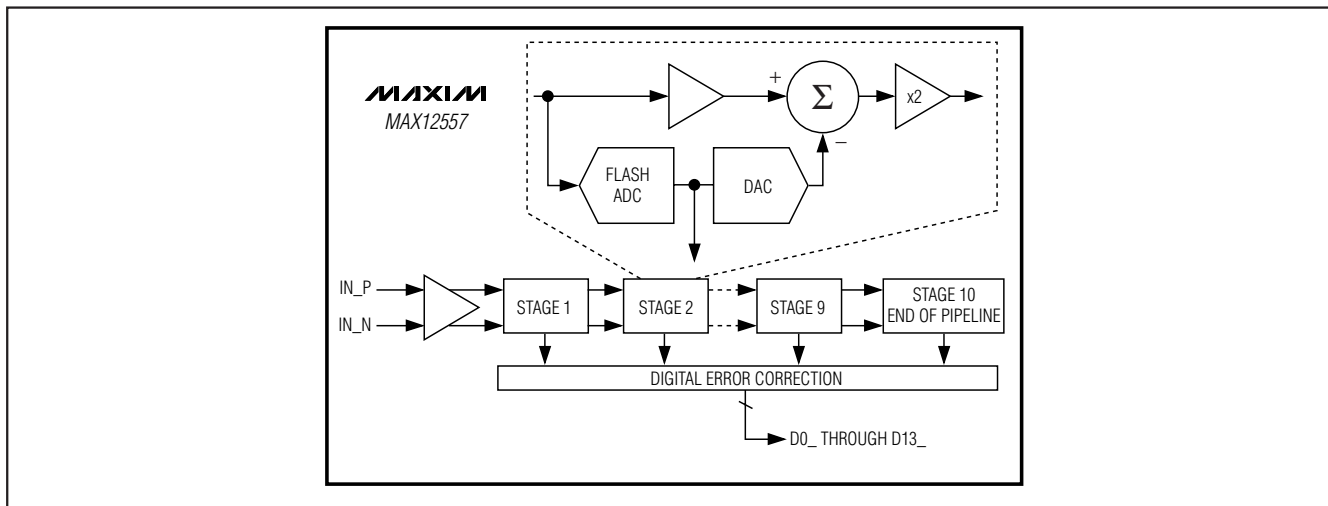 MAXIM
MAX12557
+
Σ
x2
−
FLASH
ADC
DAC
IN_P
IN_N
STAGE 1
STAGE 2
STAGE 9
STAGE 10
END OF PIPELINE
DIGITAL ERROR CORRECTION
D0_ THROUGH D13_